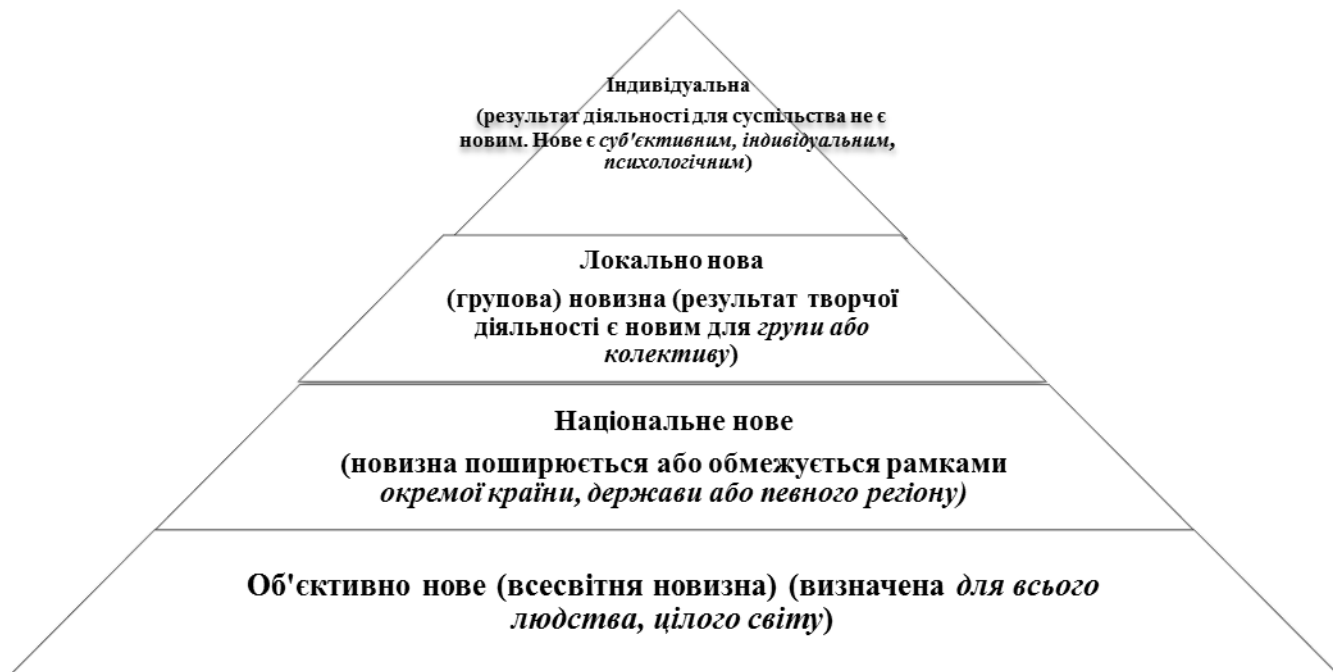 Індивідуальна
(результат діяльності для суспільства не є
новим. Нове є суб'єктивним, індивідуальним,
психологічним)
Локально нова
(групова) новизна (результат творчої
діяльності є новим для групи або
колективу)
Національне нове
(новизна поширюється або обмежується рамками
окремої країни, держави або певного регіону)
Об'єктивно нове (всесвітня новизна) (визначена для всього
людства, цілого світу)